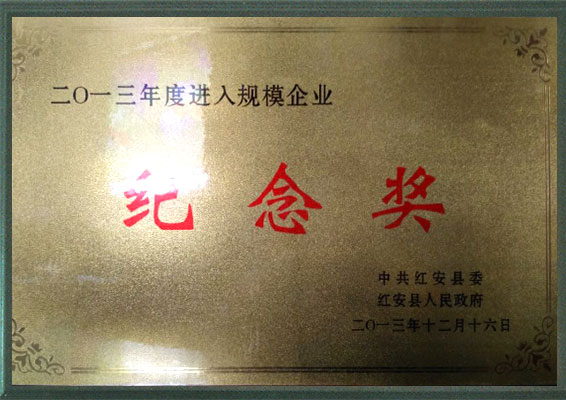 二〇一三年度进入规模企业
纪念奖
中共红安县委
红安县人民政府
二〇一三年十二月十六日